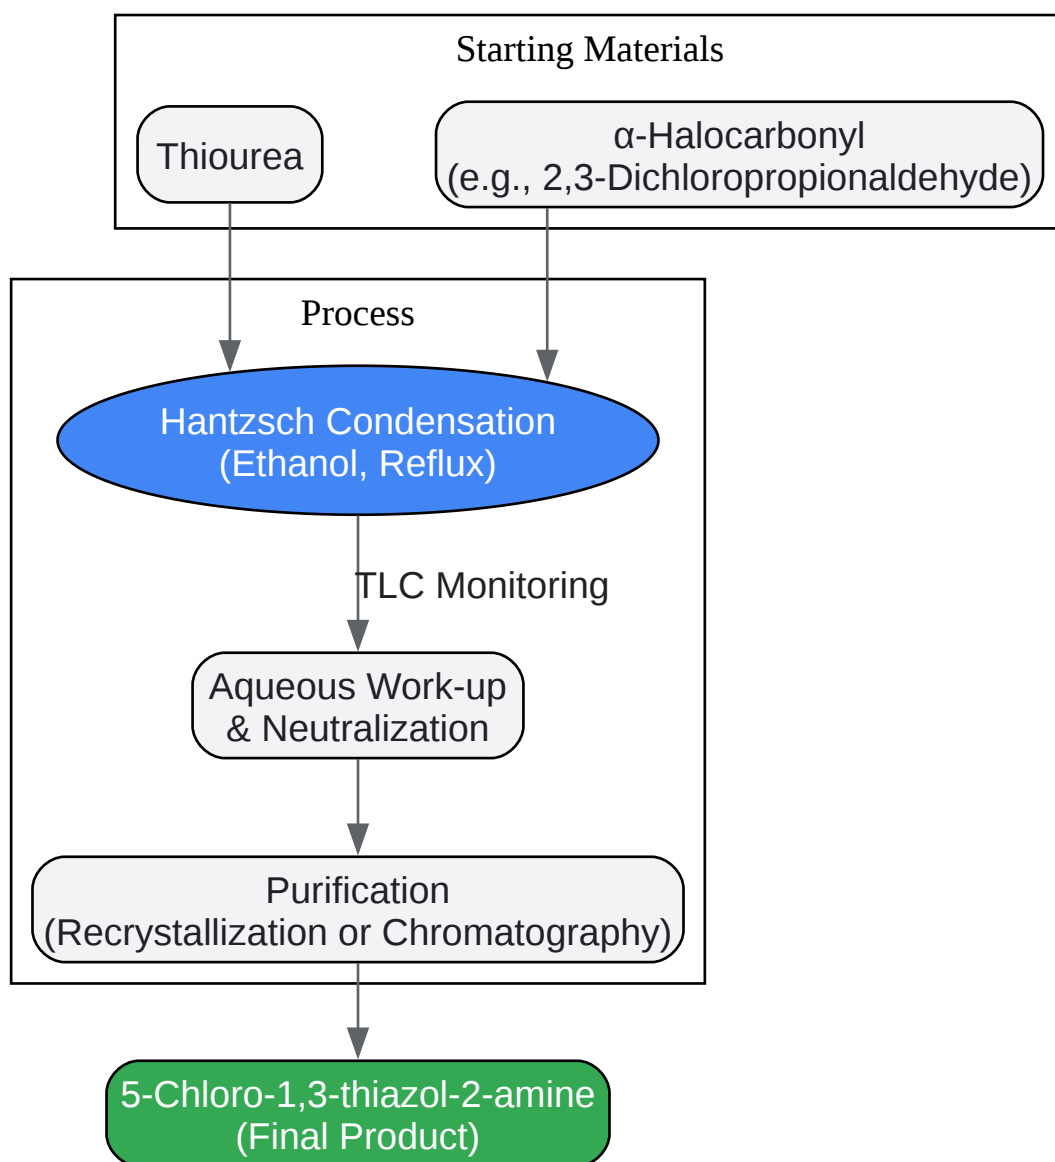 Starting Materials
Thiourea
α-Halocarbonyl
(e.g., 2,3-Dichloropropionaldehyde)
Process
Hantzsch Condensation
(Ethanol, Reflux)
TLC Monitoring
Aqueous Work-up
& Neutralization
Purification
(Recrystallization or Chromatography)
5-Chloro-1,3-thiazol-2-amine
(Final Product)